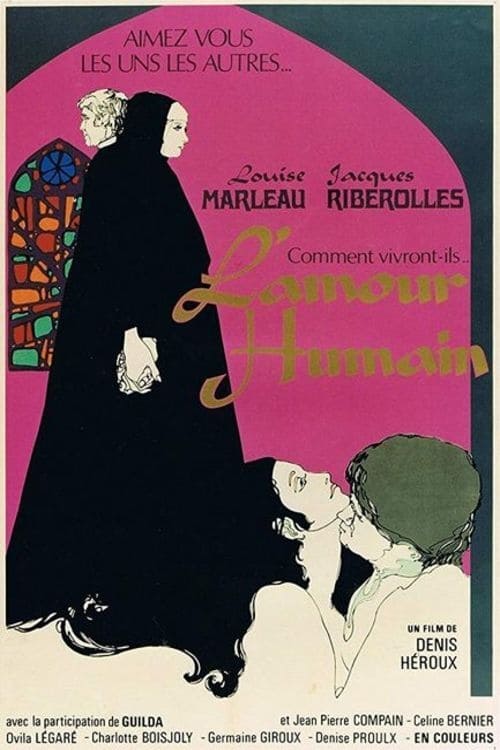 AIMEZ VOUS
LES UNS LES AUTRES...
Louise Jacques
MARLEAU RIBEROLLES
Comment vivront-ils..
L'amour
Humain
UN FILM DE
DENIS
HÉROUX
avec la participation de GUILDA et Jean Pierre COMPAIN - Celine BERNIER
Ovila LÉGARÉ - Charlotte BOISJOLY - Germaine GIROUX - Denise PROULX - EN COULEURS